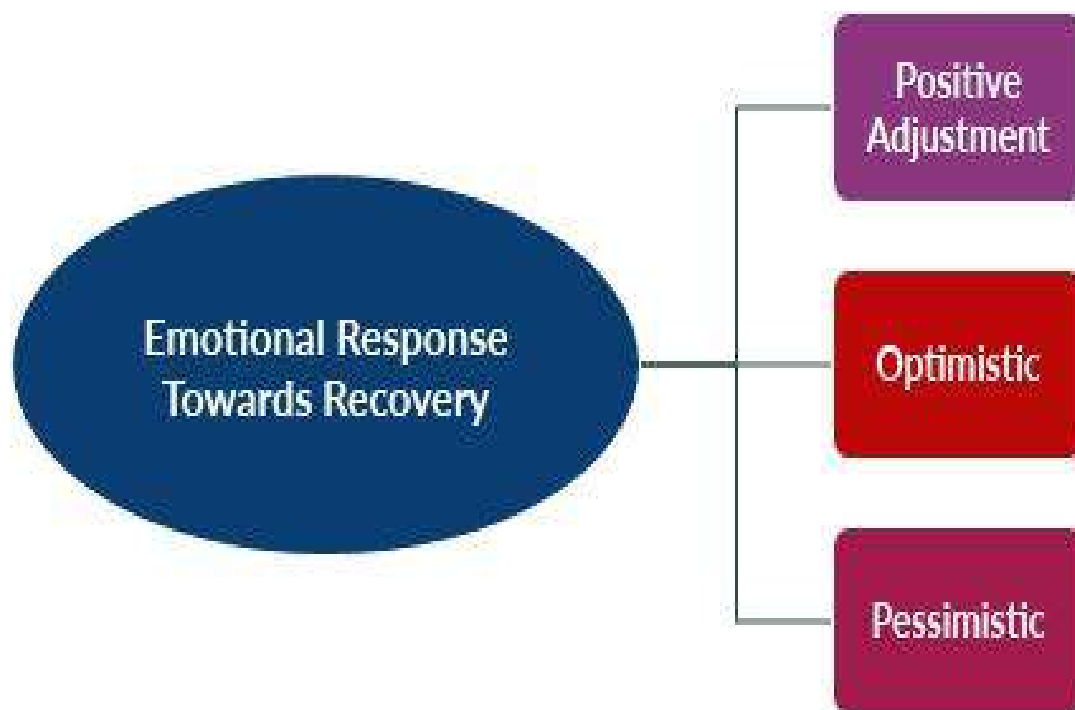 Positive
Adjustment
Emotional Response
Towards Recovery
Optimistic
Pessimistic